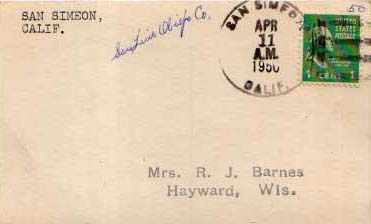 SAN SIMEON,
CALIF.
San Luis Obispo Co.
SAN SIMEON
APR
11
A.M.
1950
CALIF.
50
UNITED
STATES
POSTAGE
1 CENT 1
Mrs. R. J. Barnes
Hayward, Wis.